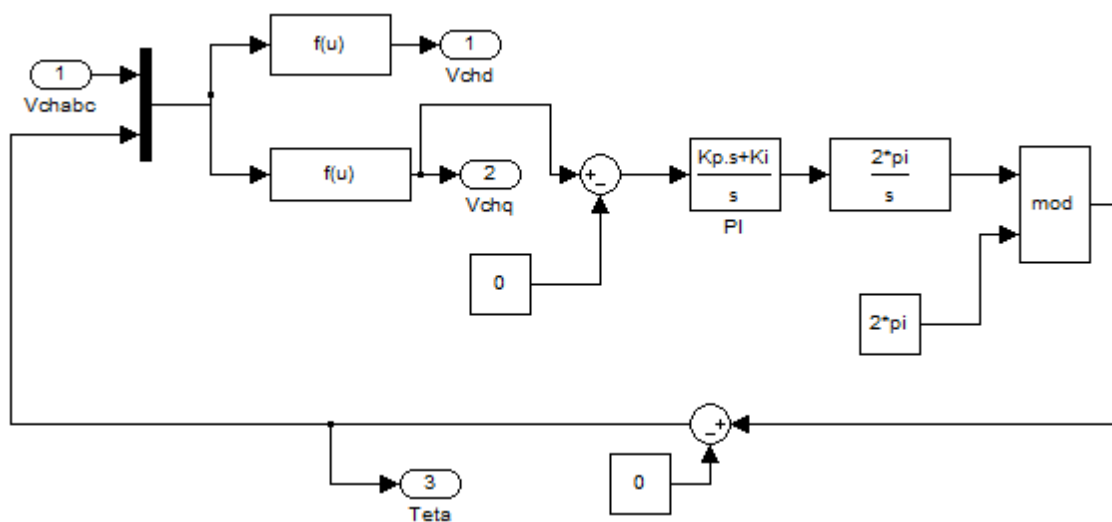 f(u)
1
Vchd
1
Vchabc
f(u)
2
Vchq
+
−
Kp.s+Ki
s
PI
2*pi
s
mod
0
2*pi
−
+
0
3
Teta